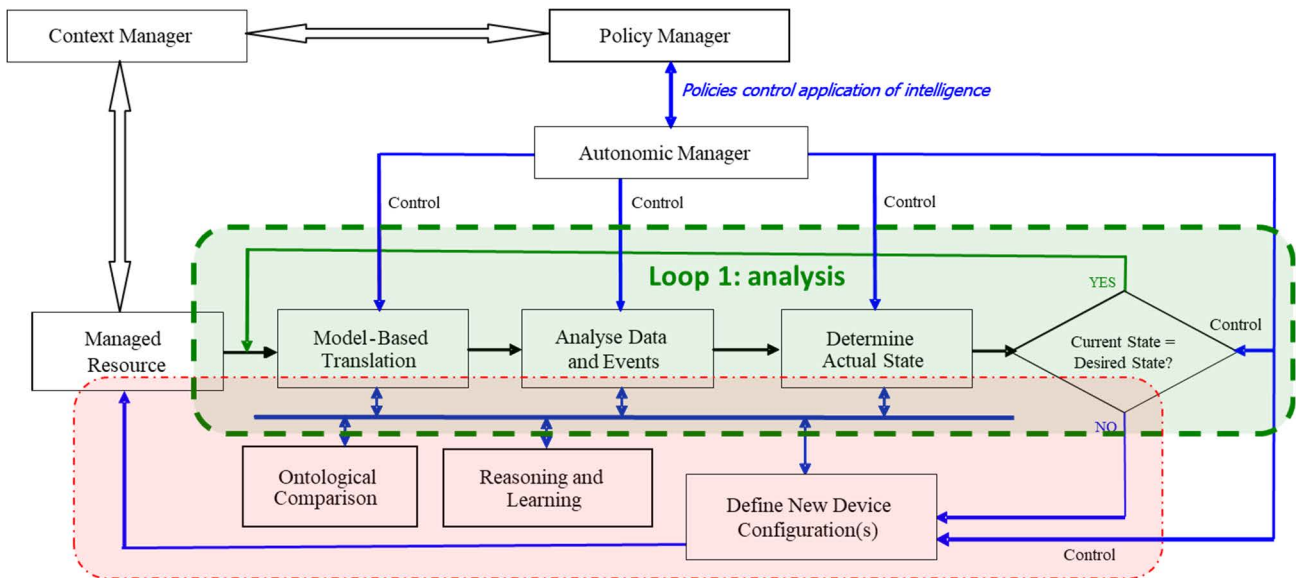 Context Manager
Policy Manager
Policies control application of intelligence
Autonomic Manager
Control
Control
Control
Loop 1: analysis
YES
Managed
Resource
Model-Based
Translation
Analyse Data
and Events
Determine
Actual State
Current State =
Desired State?
Control
NO
Ontological
Comparison
Reasoning and
Learning
Define New Device
Configuration(s)
Control